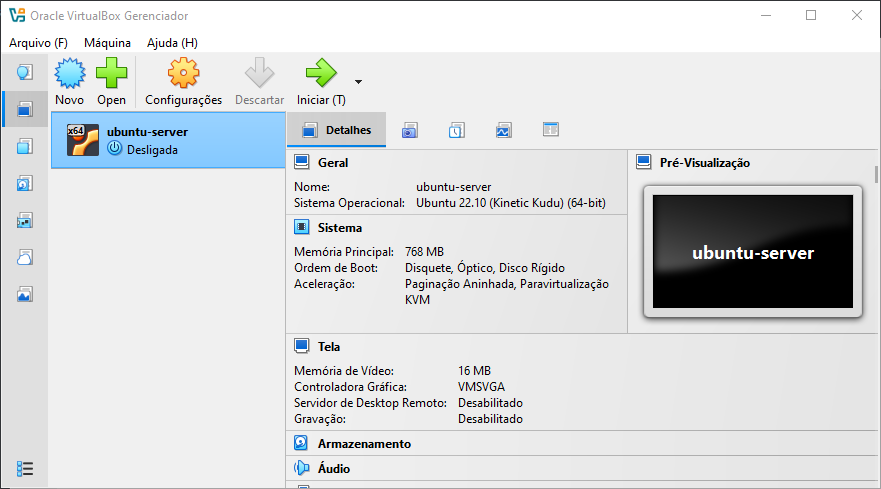 Oracle VirtualBox Gerenciador
Arquivo (F) Máquina Ajuda (H)
Novo Open Configurações Descartar Iniciar (T)
x64
ubuntu-server
Desligada
Detalhes
Geral
Nome: ubuntu-server
Sistema Operacional: Ubuntu 22.10 (Kinetic Kudu) (64-bit)
Pré-Visualização
ubuntu-server
Sistema
Memória Principal: 768 MB
Ordem de Boot: Disquete, Óptico, Disco Rígido
Aceleração: Paginação Aninhada, Paravirtualização
KVM
Tela
Memória de Vídeo: 16 MB
Controladora Gráfica: VMSVGA
Servidor de Desktop Remoto: Desabilitado
Gravação: Desabilitado
Armazenamento
Áudio